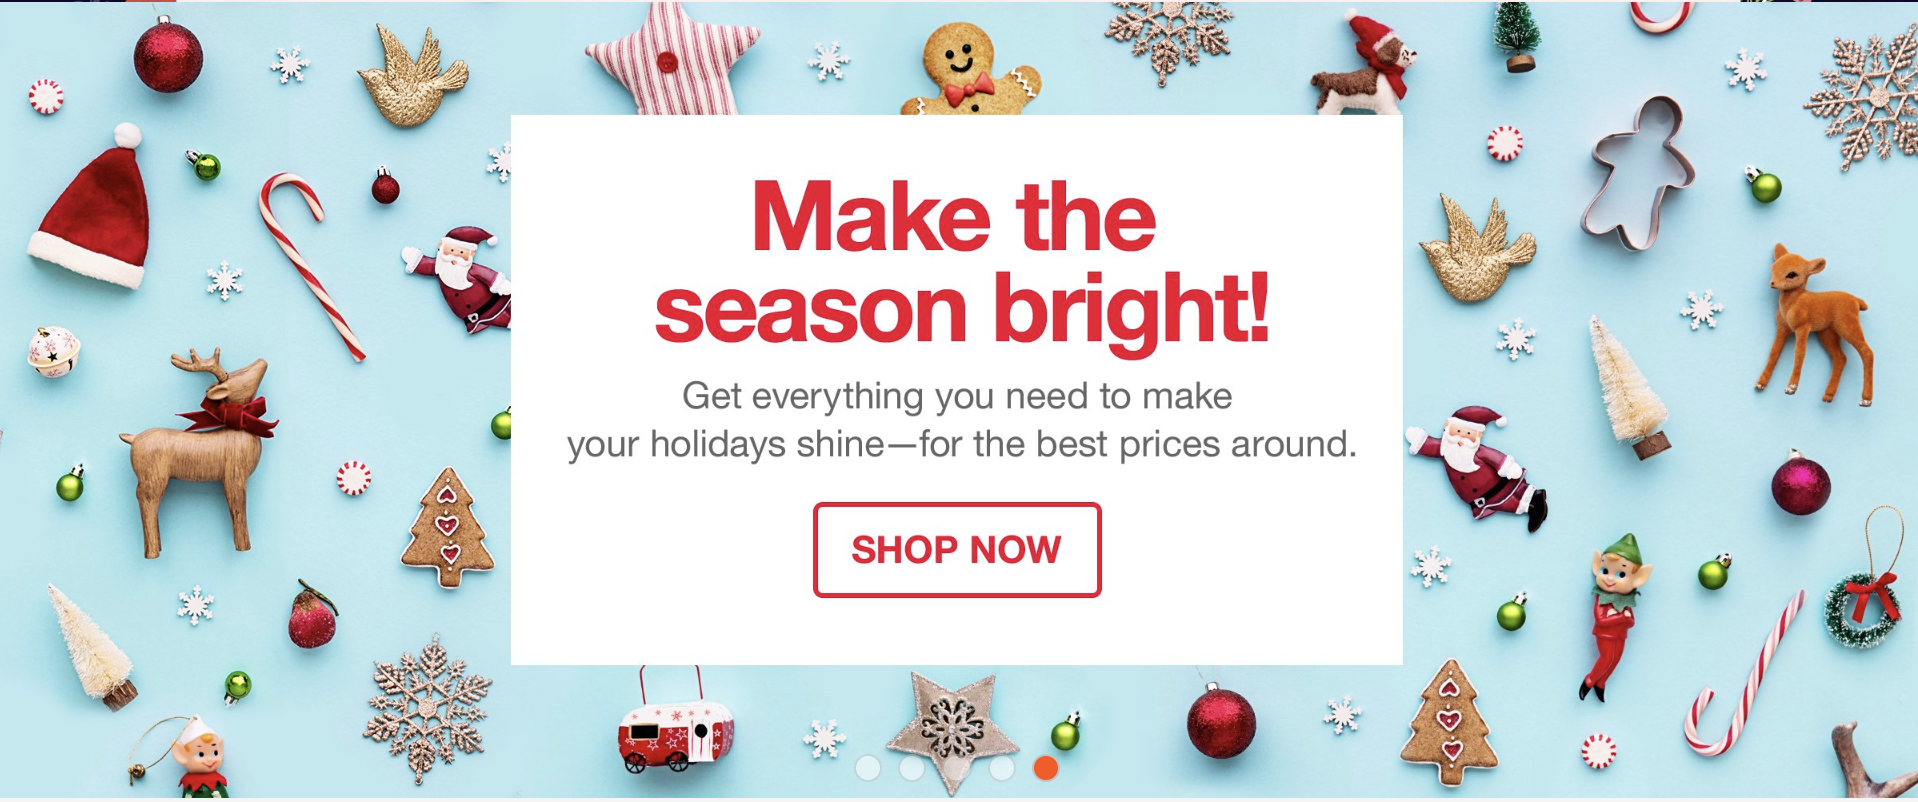 Make the
season bright!
Get everything you need to make
your holidays shine—for the best prices around.
SHOP NOW